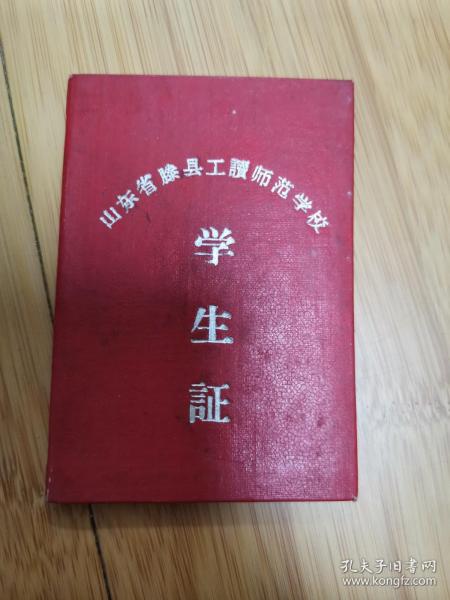 山东省滕县工讀师范学校
学
生
証
孔夫子旧书网
www.kongfz.com